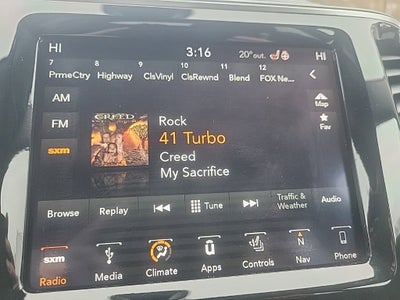 HI 3:16 20° out. HI
7 8 9 10 11 12
PrmeCtry Highway ClsVinyl ClsRewnd Blend FOX Ne...
AM
FM
sxm
CREED
Rock
41 Turbo
Creed
My Sacrifice
Map
Fav
Browse Replay Tune Traffic & Weather Audio
sxm
Radio Media Climate Apps Controls Nav Phone
N